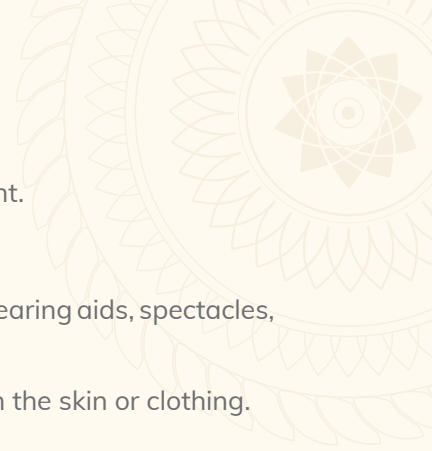 nt.
earing aids, spectacles,
n the skin or clothing.